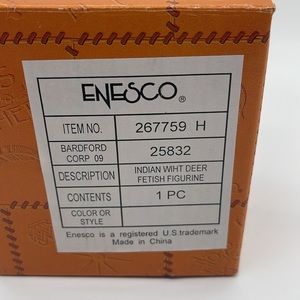 ENESCO®
ITEM NO. 267759 H
BARDFORD CORP 09 25832
DESCRIPTION INDIAN WIHT DEER FETISH FIGURINE
CONTENTS 1 PC
COLOR OR STYLE
Enesco is a registered U.S.trademark
Made in China